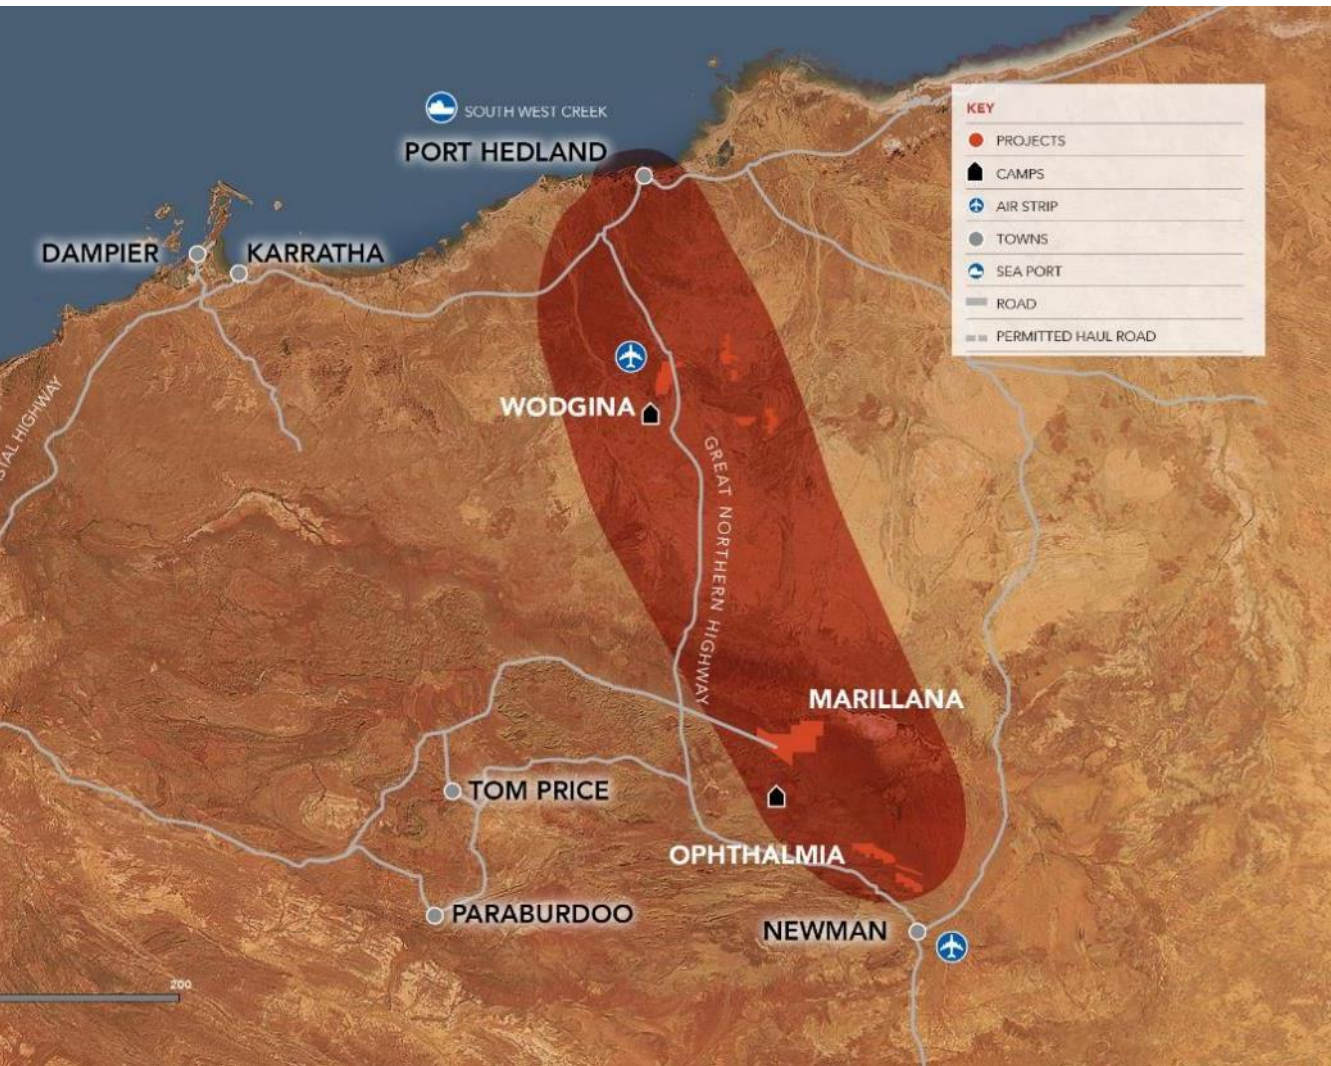 SOUTH WEST CREEK
PORT HEDLAND
DAMPIER
KARRATHA
KEY
PROJECTS
CAMPS
AIR STRIP
TOWNS
SEA PORT
ROAD
PERMITTED HAUL ROAD
WODGINA
HIGHWAY
GREAT NORTHERN HIGHWAY
MARILLANA
TOM PRICE
OPHTHALMIA
PARABURDOO
NEWMAN
200